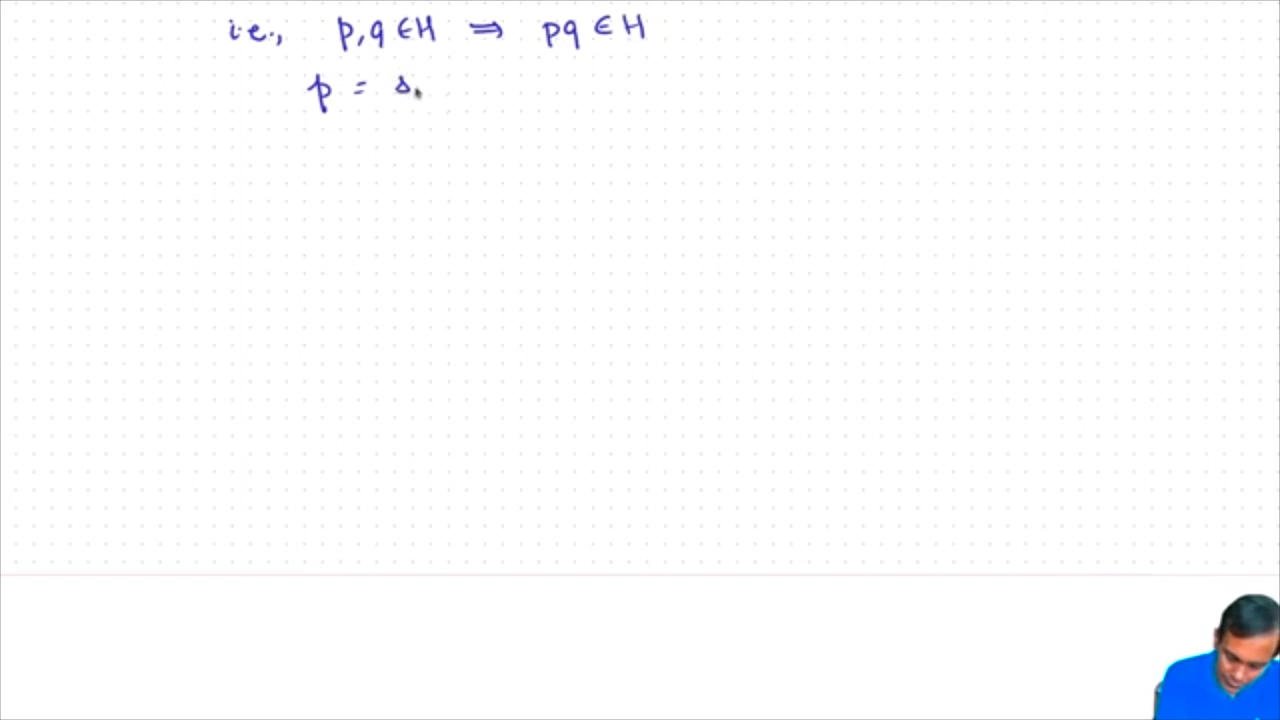 i.e., p,q ∈ H ⇒ pq ∈ H
p = s